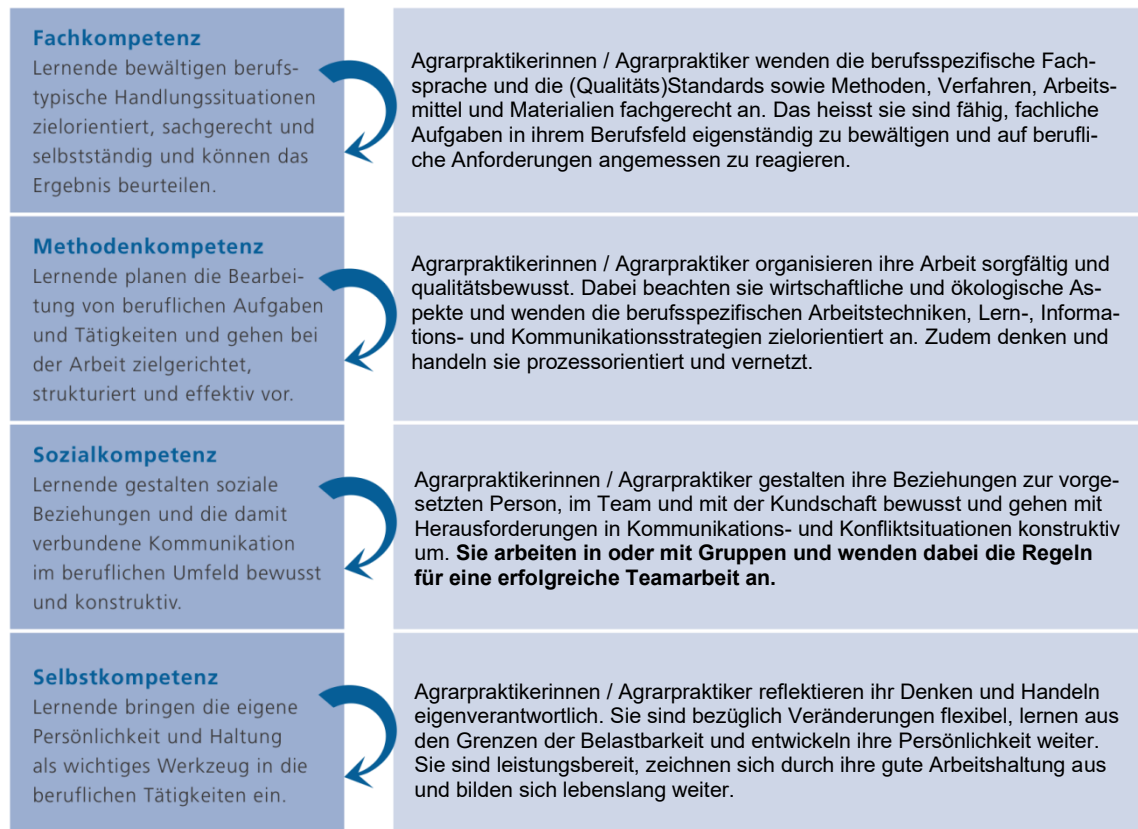 Fachkompetenz
Lernende bewältigen berufs-
typische Handlungssituationen
zielorientiert, sachgerecht und
selbstständig und können das
Ergebnis beurteilen.
Agrarpraktikerinnen / Agrarpraktiker wenden die berufsspezifische Fach-
sprache und die (Qualitäts)Standards sowie Methoden, Verfahren, Arbeits-
mittel und Materialien fachgerecht an. Das heisst sie sind fähig, fachliche
Aufgaben in ihrem Berufsfeld eigenständig zu bewältigen und auf berufli-
che Anforderungen angemessen zu reagieren.
Methodenkompetenz
Lernende planen die Bearbei-
tung von beruflichen Aufgaben
und Tätigkeiten und gehen bei
der Arbeit zielgerichtet,
strukturiert und effektiv vor.
Agrarpraktikerinnen / Agrarpraktiker organisieren ihre Arbeit sorgfältig und
qualitätsbewusst. Dabei beachten sie wirtschaftliche und ökologische As-
pekte und wenden die berufsspezifischen Arbeitstechniken, Lern-, Informa-
tions- und Kommunikationsstrategien zielorientiert an. Zudem denken und
handeln sie prozessorientiert und vernetzt.
Sozialkompetenz
Lernende gestalten soziale
Beziehungen und die damit
verbundene Kommunikation
im beruflichen Umfeld bewusst
und konstruktiv.
Agrarpraktikerinnen / Agrarpraktiker gestalten ihre Beziehungen zur vorge-
setzten Person, im Team und mit der Kundschaft bewusst und gehen mit
Herausforderungen in Kommunikations- und Konfliktsituationen konstruktiv
um. Sie arbeiten in oder mit Gruppen und wenden dabei die Regeln
für eine erfolgreiche Teamarbeit an.
Selbstkompetenz
Lernende bringen die eigene
Persönlichkeit und Haltung
als wichtiges Werkzeug in die
beruflichen Tätigkeiten ein.
Agrarpraktikerinnen / Agrarpraktiker reflektieren ihr Denken und Handeln
eigenverantwortlich. Sie sind bezüglich Veränderungen flexibel, lernen aus
den Grenzen der Belastbarkeit und entwickeln ihre Persönlichkeit weiter.
Sie sind leistungsbereit, zeichnen sich durch ihre gute Arbeitshaltung aus
und bilden sich lebenslang weiter.